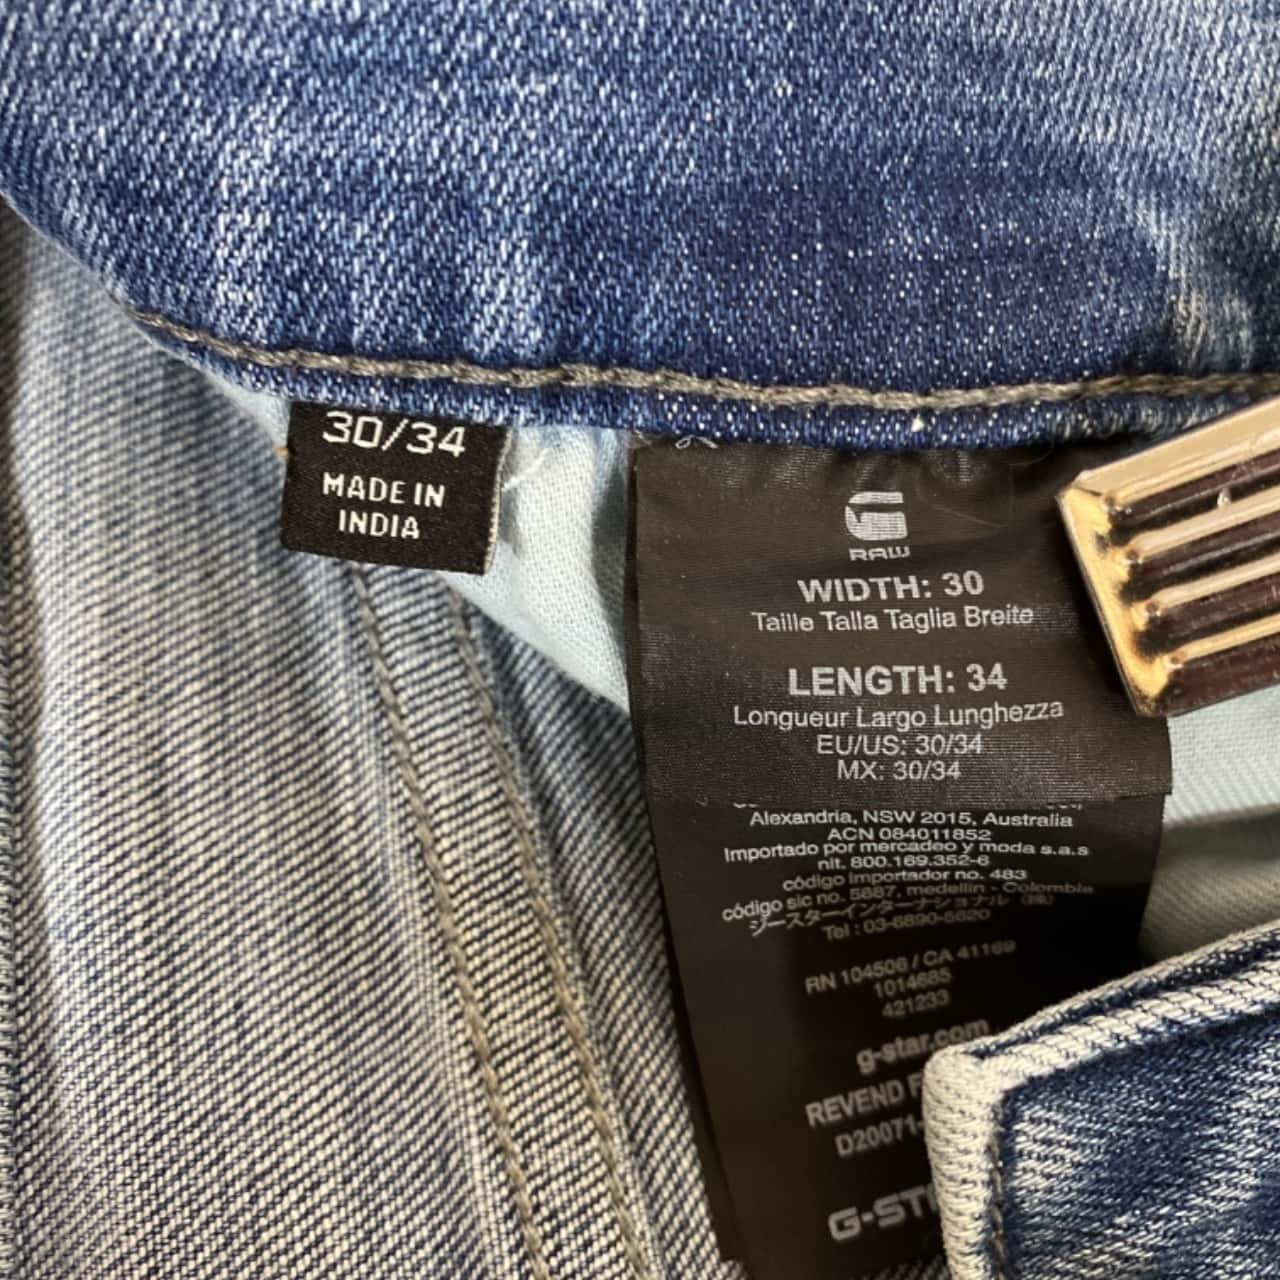 30/34
MADE IN
INDIA
RAW
WIDTH: 30
Taille Talla Taglia Breite
LENGTH: 34
Longueur Largo Lunghezza
EU/US: 30/34
MX: 30/34
Alexandria, NSW 2015, Australia
ACN 084011852
Importado por mercadeo y moda s.a.s
nit. 800.169.352-6
código importador no. 483
código sic no. 5887, medellin - Colombia
ジースターインターナショナル (株)
Tel : 03-6890-5620
RN 104506 / CA 41169
1014685
421233
g-star.com
REVEND
D20071-
G-ST